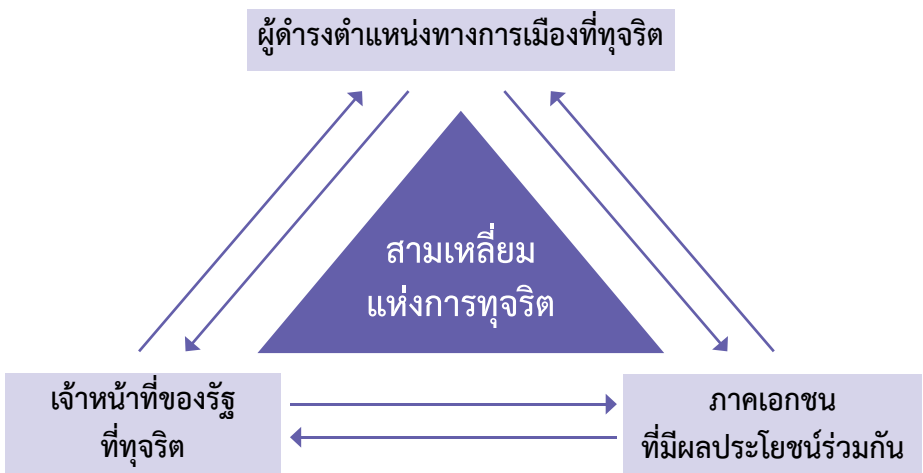 ผู้ดำรงตำแหน่งทางการเมืองที่ทุจริต
สามเหลี่ยม
แห่งการทุจริต
เจ้าหน้าที่ของรัฐ
ที่ทุจริต
ภาคเอกชน
ที่มีผลประโยชน์ร่วมกัน